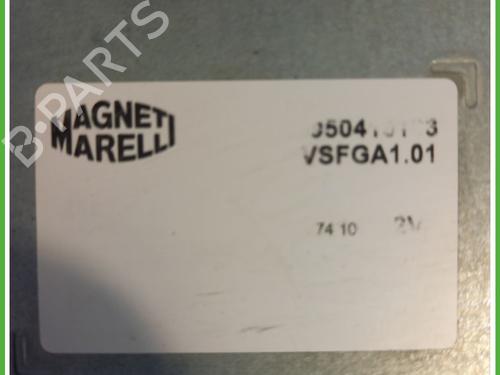 B-PARTS
MAGNETI
MARELLI
VSFGA1.01
74 10